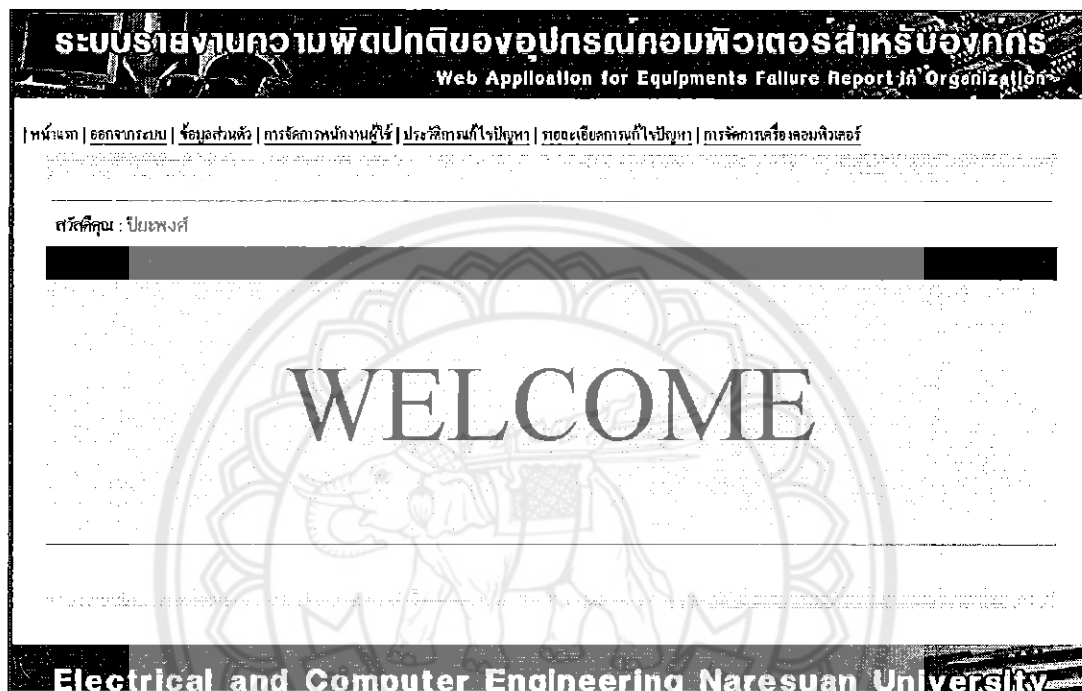 ระบบรายงานความผิดปกติของอุปกรณ์คอมพิวเตอร์สำหรับองค์กร
Web Application for Equipments Failure Report in Organization
| หน้าแรก | ออกจากระบบ | ข้อมูลส่วนตัว | การจัดการพนักงานผู้ใช้ | ประวัติการแก้ไขปัญหา | รายละเอียดการแก้ไขปัญหา | การจัดการเครื่องคอมพิวเตอร์
สวัสดีคุณ : ปิยะพงศ์
WELCOME
Electrical and Computer Engineering Naresuan University